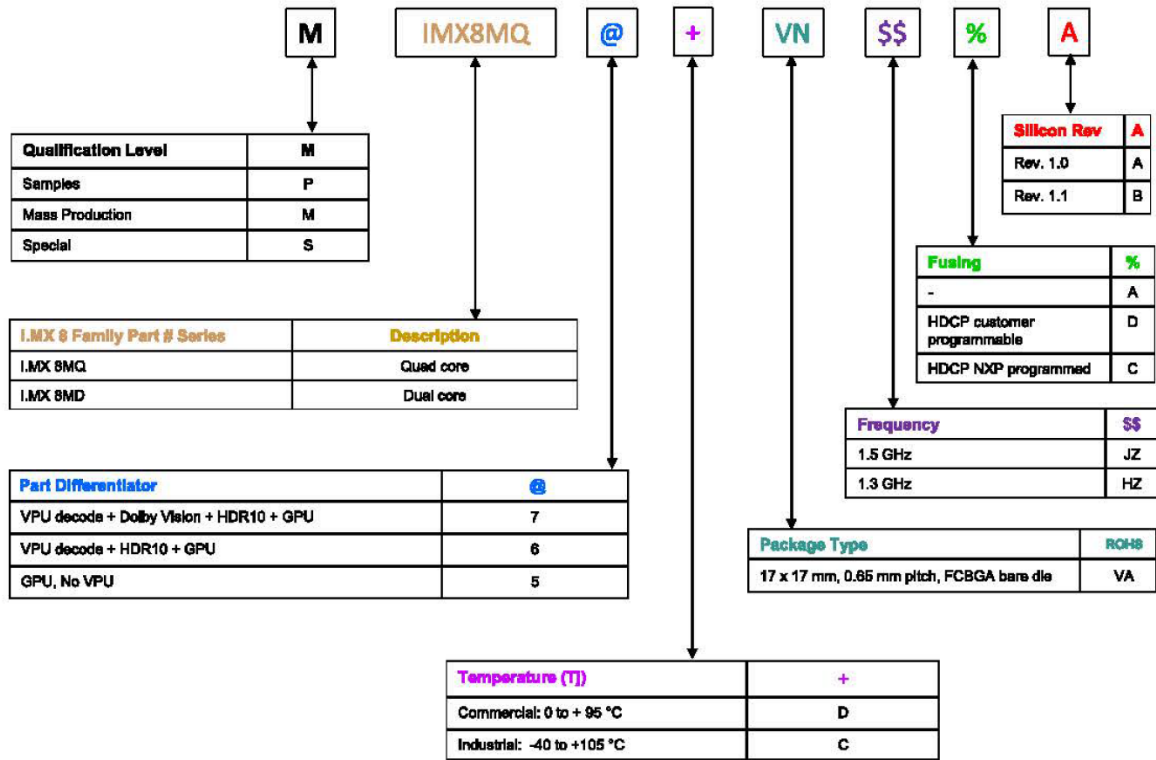 M IMX8MQ @ + VN $$ % A
Silicon Rev A
Rev. 1.0 A
Rev. 1.1 B
Qualification Level M
Samples P
Mass Production M
Special S
Fusing %
- A
HDCP customer
programmable D
HDCP NXP programmed C
I.MX 8 Family Part # Series Description
I.MX 8MQ Quad core
I.MX 8MD Dual core
Frequency $$
1.5 GHz JZ
1.3 GHz HZ
Part Differentiator @
VPU decode + Dolby Vision + HDR10 + GPU 7
VPU decode + HDR10 + GPU 6
GPU, No VPU 5
Package Type ROHS
17 x 17 mm, 0.65 mm pitch, FCBGA bare die VA
Temperature (Tj) +
Commercial: 0 to + 95 °C D
Industrial: -40 to +105 °C C